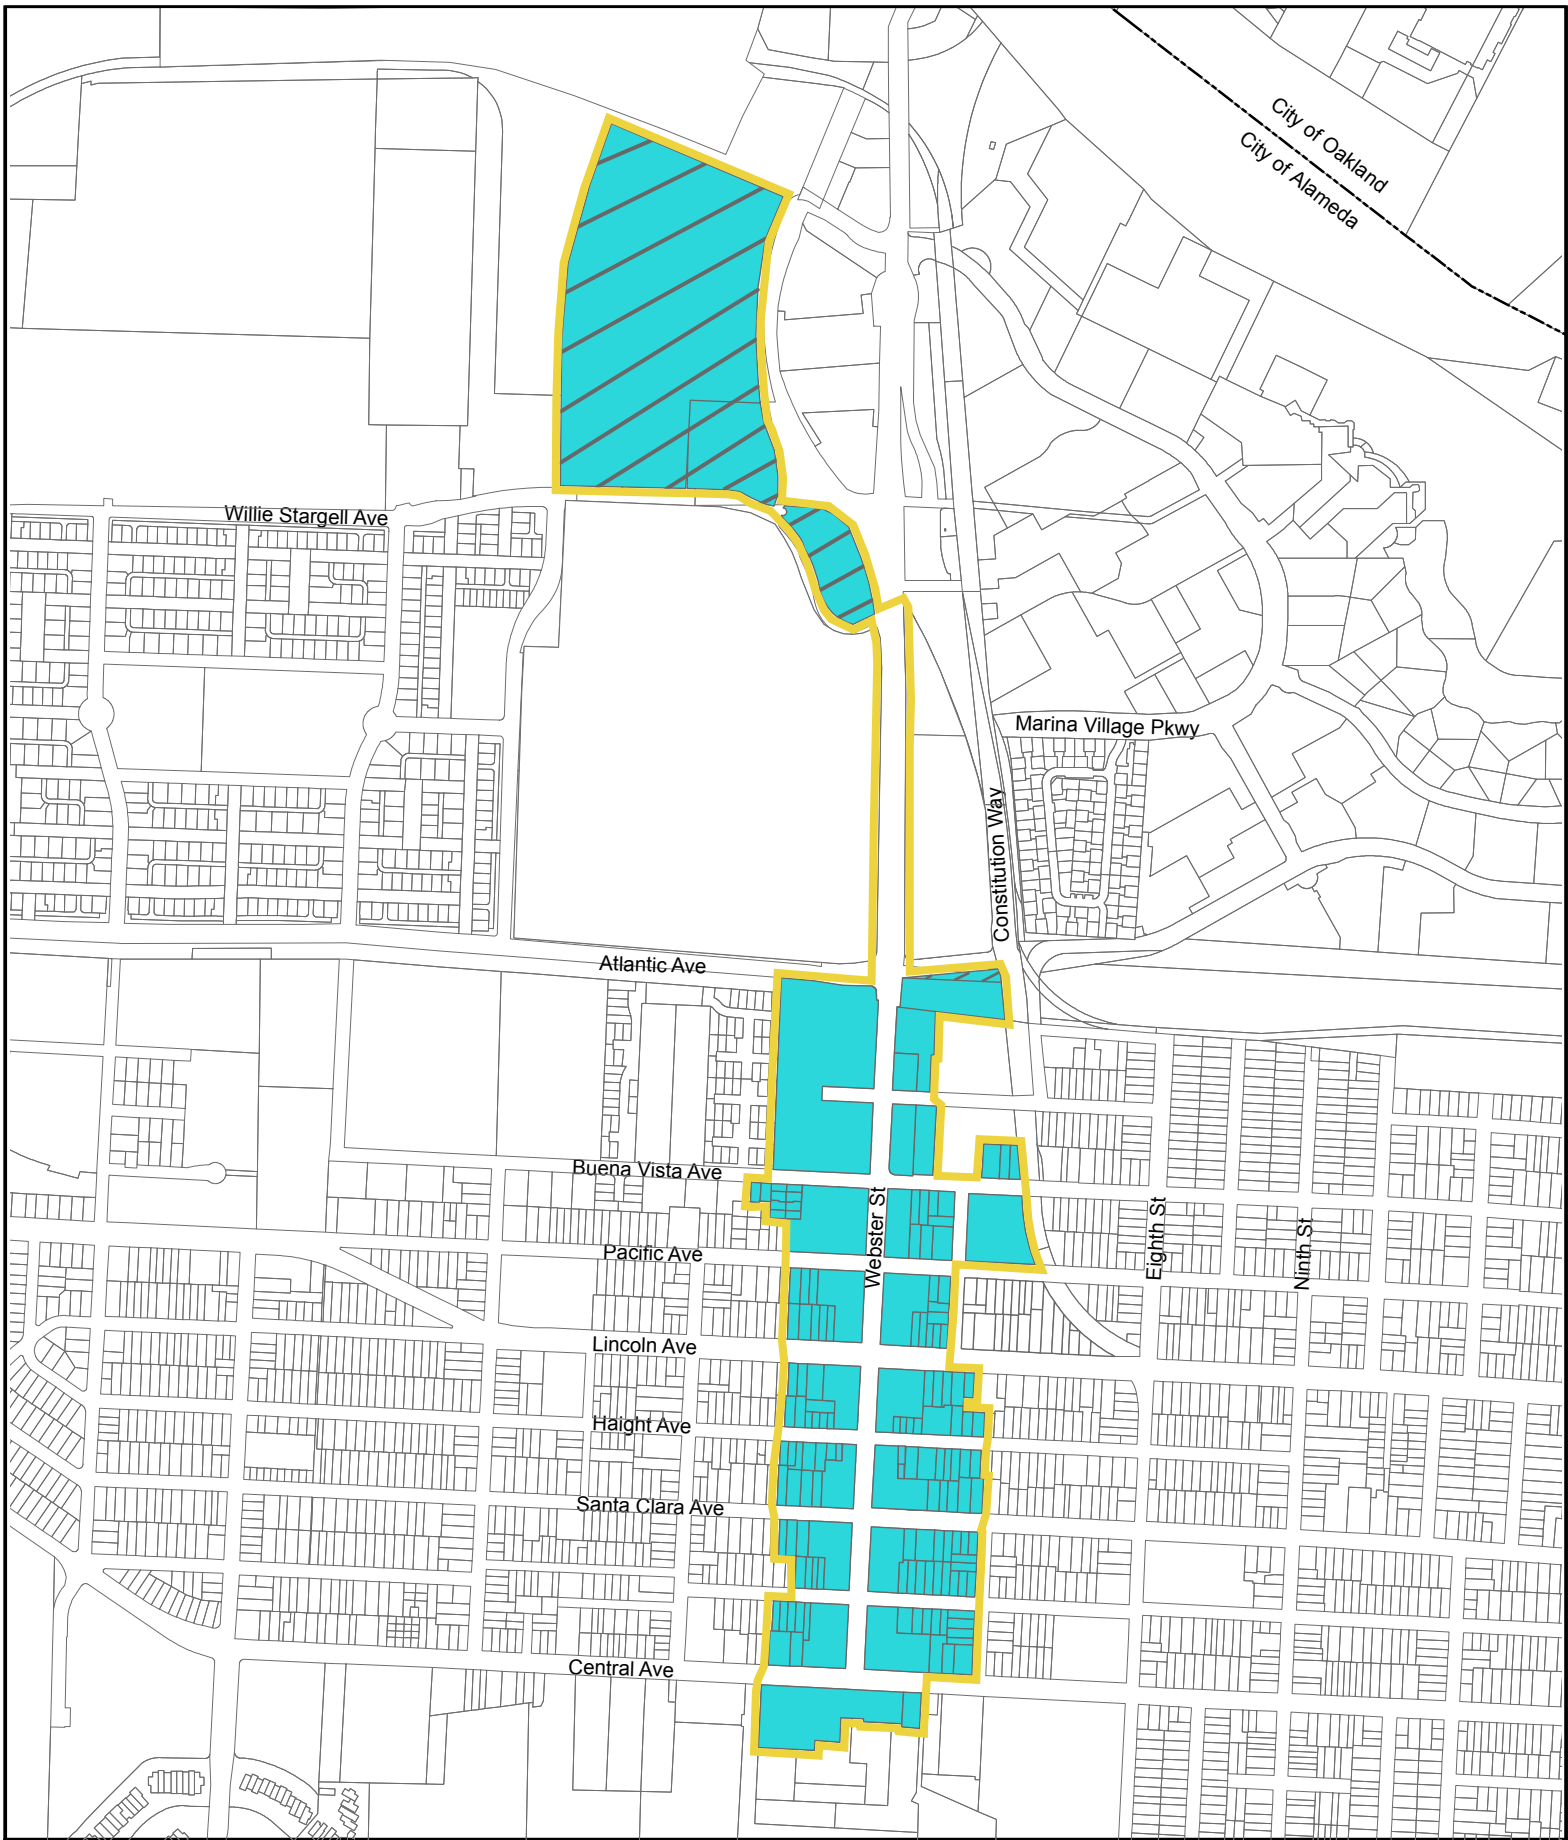 City of Oakland
City of Alameda
Willie Stargell Ave
Marina Village Pkwy
Constitution Way
Atlantic Ave
Buena Vista Ave
Webster St
Eighth St
Ninth St
Pacific Ave
Lincoln Ave
Haight Ave
Santa Clara Ave
Central Ave